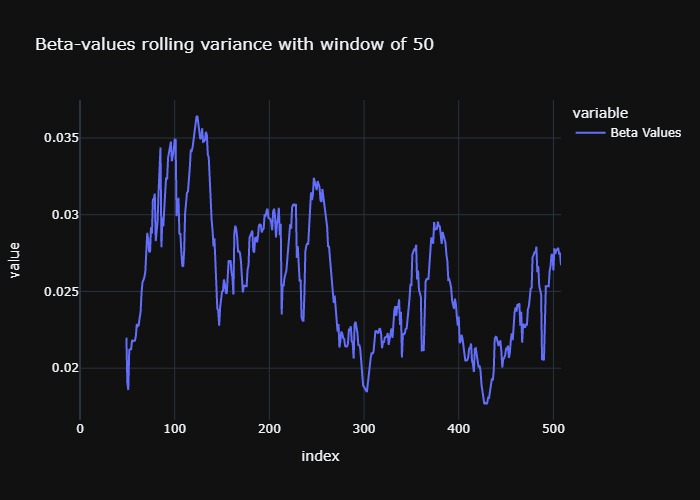 Beta-values rolling variance with window of 50
variable
Beta Values
value
0.035
0.03
0.025
0.02
0
100
200
300
400
500
index